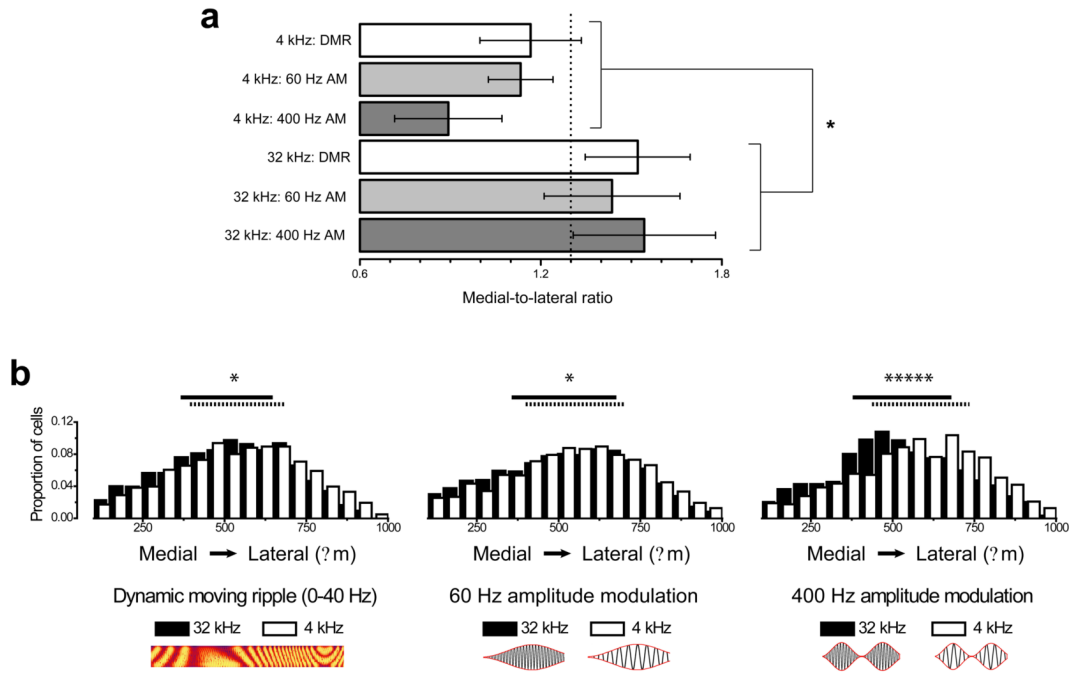 a
4 kHz: DMR
4 kHz: 60 Hz AM
4 kHz: 400 Hz AM
32 kHz: DMR
32 kHz: 60 Hz AM
32 kHz: 400 Hz AM
*
0.6 1.2 1.8
Medial-to-lateral ratio
b
* * *****
Proportion of cells
0.12
0.08
0.04
0.00
250 500 750 1000 250 500 750 1000 250 500 750 1000
Medial → Lateral (?m) Medial → Lateral (?m) Medial → Lateral (?m)
Dynamic moving ripple (0-40 Hz) 60 Hz amplitude modulation 400 Hz amplitude modulation
32 kHz 4 kHz 32 kHz 4 kHz 32 kHz 4 kHz